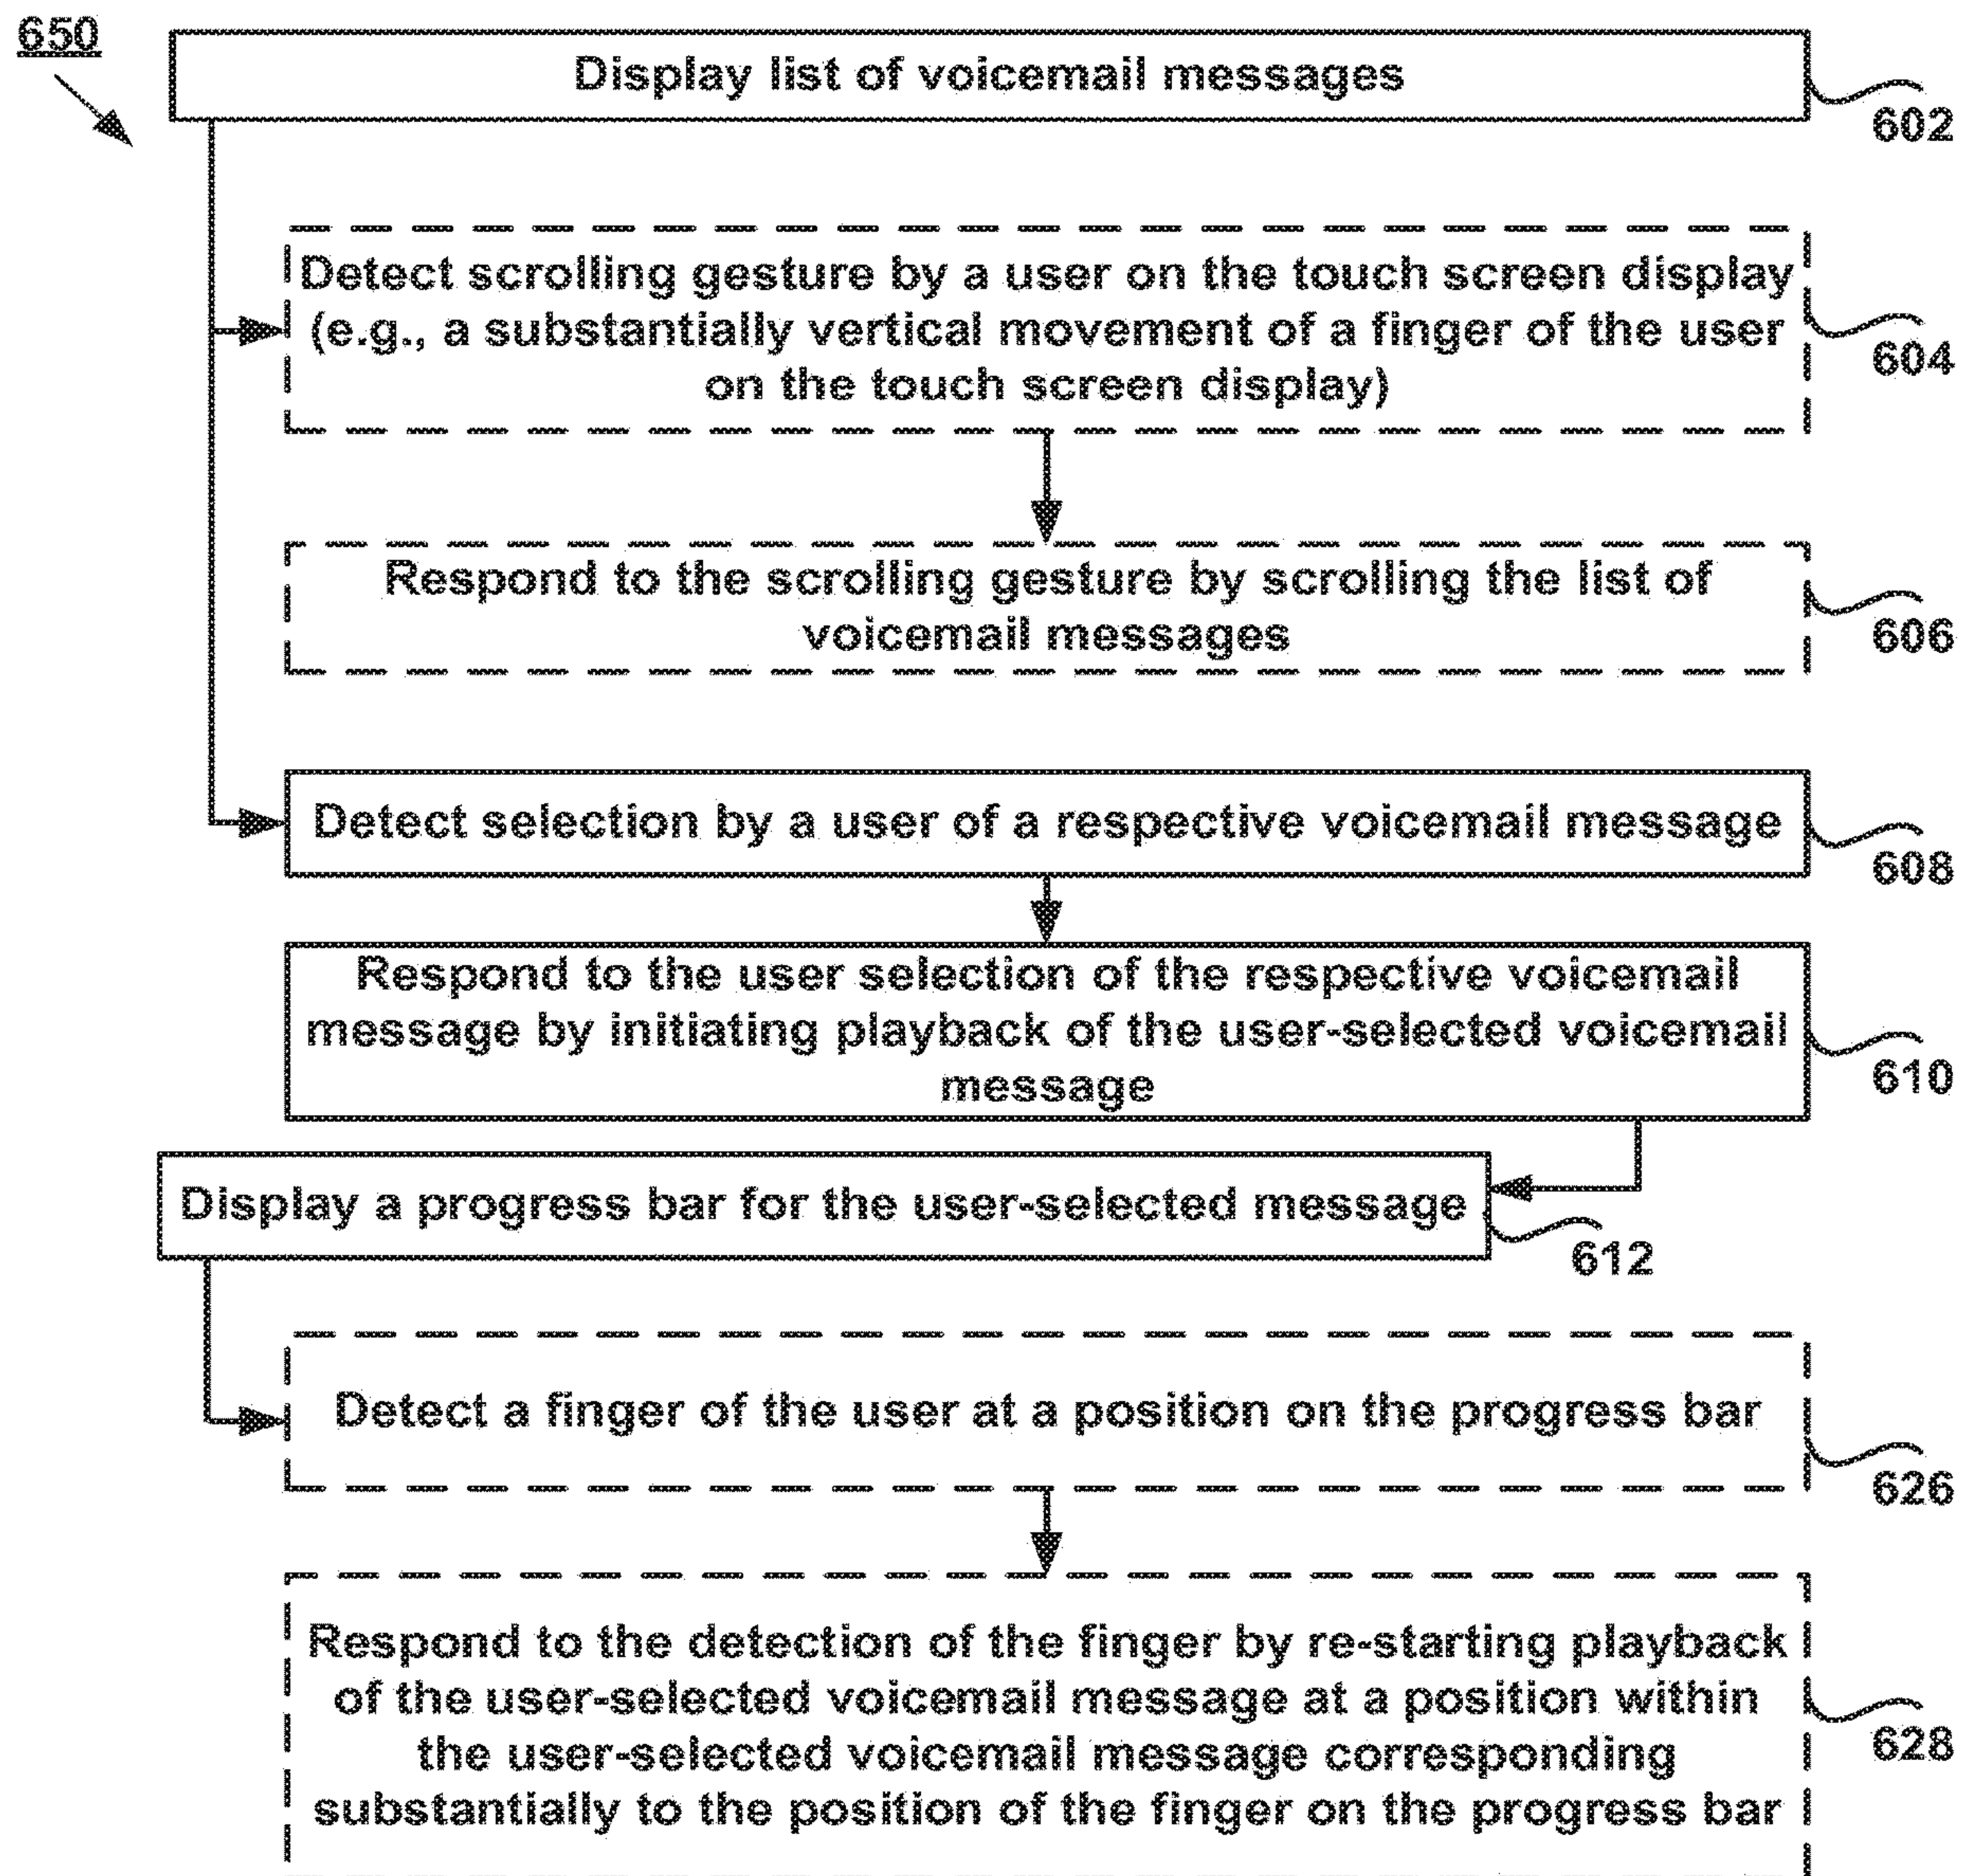 650
Display list of voicemail messages
602
Detect scrolling gesture by a user on the touch screen display
(e.g., a substantially vertical movement of a finger of the user
on the touch screen display)
604
Respond to the scrolling gesture by scrolling the list of
voicemail messages
606
Detect selection by a user of a respective voicemail message
608
Respond to the user selection of the respective voicemail
message by initiating playback of the user-selected voicemail
message
610
Display a progress bar for the user-selected message
612
Detect a finger of the user at a position on the progress bar
626
Respond to the detection of the finger by re-starting playback
of the user-selected voicemail message at a position within
the user-selected voicemail message corresponding
substantially to the position of the finger on the progress bar
628